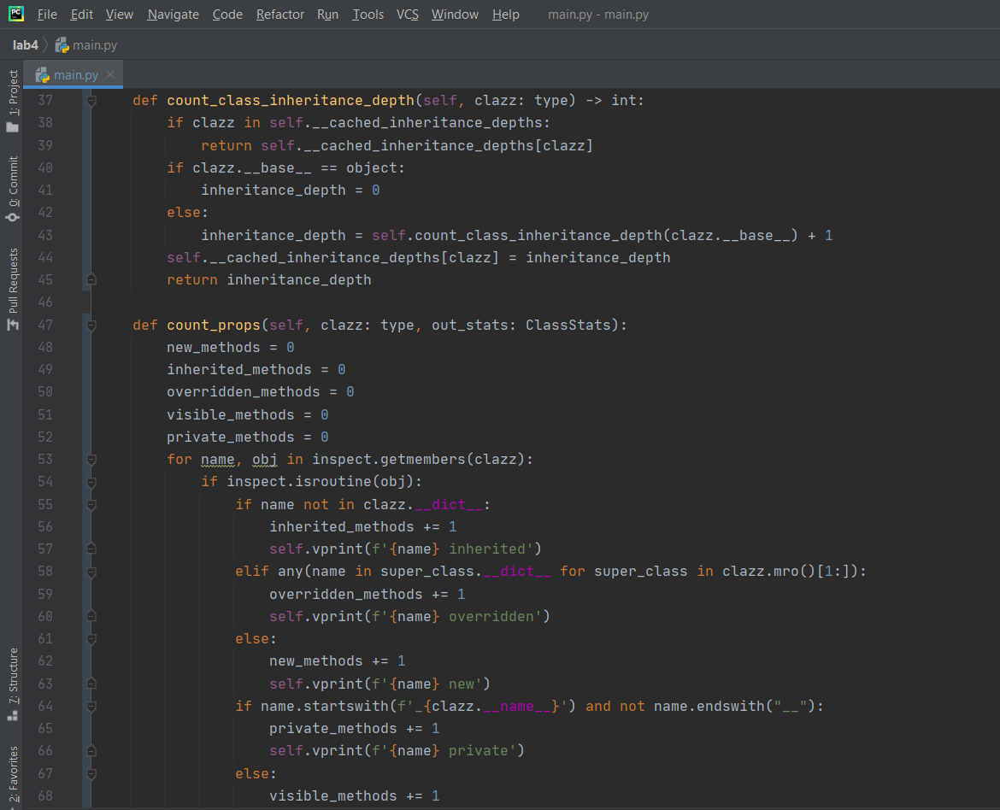 PC File Edit View Navigate Code Refactor Run Tools VCS Window Help main.py - main.py
lab4 main.py
main.py
1: Project
0: Commit
Pull Requests
7: Structure
2: Favorites
37 def count_class_inheritance_depth(self, clazz: type) -> int:
38 if clazz in self.__cached_inheritance_depths:
39 return self.__cached_inheritance_depths[clazz]
40 if clazz.__base__ == object:
41 inheritance_depth = 0
42 else:
43 inheritance_depth = self.count_class_inheritance_depth(clazz.__base__) + 1
44 self.__cached_inheritance_depths[clazz] = inheritance_depth
45 return inheritance_depth
46
47 def count_props(self, clazz: type, out_stats: ClassStats):
48 new_methods = 0
49 inherited_methods = 0
50 overridden_methods = 0
51 visible_methods = 0
52 private_methods = 0
53 for name, obj in inspect.getmembers(clazz):
54 if inspect.isroutine(obj):
55 if name not in clazz.__dict__:
56 inherited_methods += 1
57 self.vprint(f'{name} inherited')
58 elif any(name in super_class.__dict__ for super_class in clazz.mro()[1:]):
59 overridden_methods += 1
60 self.vprint(f'{name} overridden')
61 else:
62 new_methods += 1
63 self.vprint(f'{name} new')
64 if name.startswith(f'_{clazz.__name__}') and not name.endswith("__"):
65 private_methods += 1
66 self.vprint(f'{name} private')
67 else:
68 visible_methods += 1